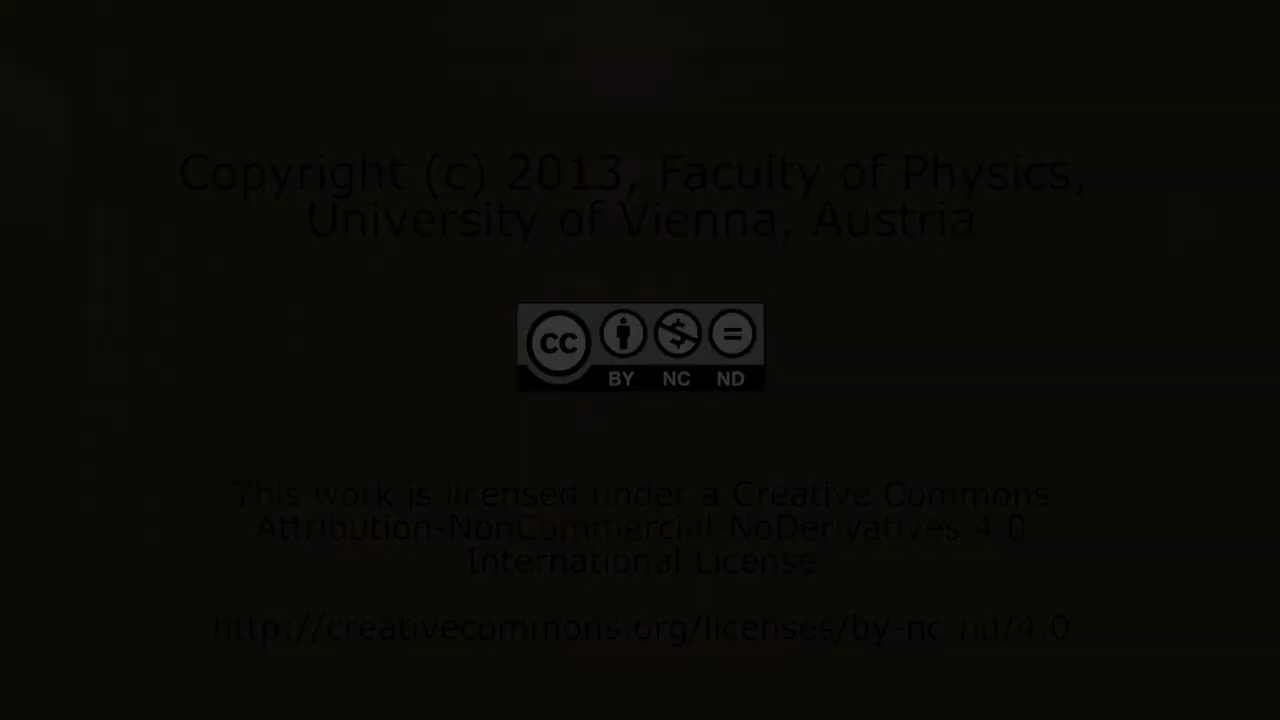 Copyright (c) 2013, Faculty of Physics,
University of Vienna, Austria
CC BY NC ND
This work is licensed under a Creative Commons
Attribution-NonCommercial-NoDerivatives 4.0
International License
http://creativecommons.org/licenses/by-nc-nd/4.0